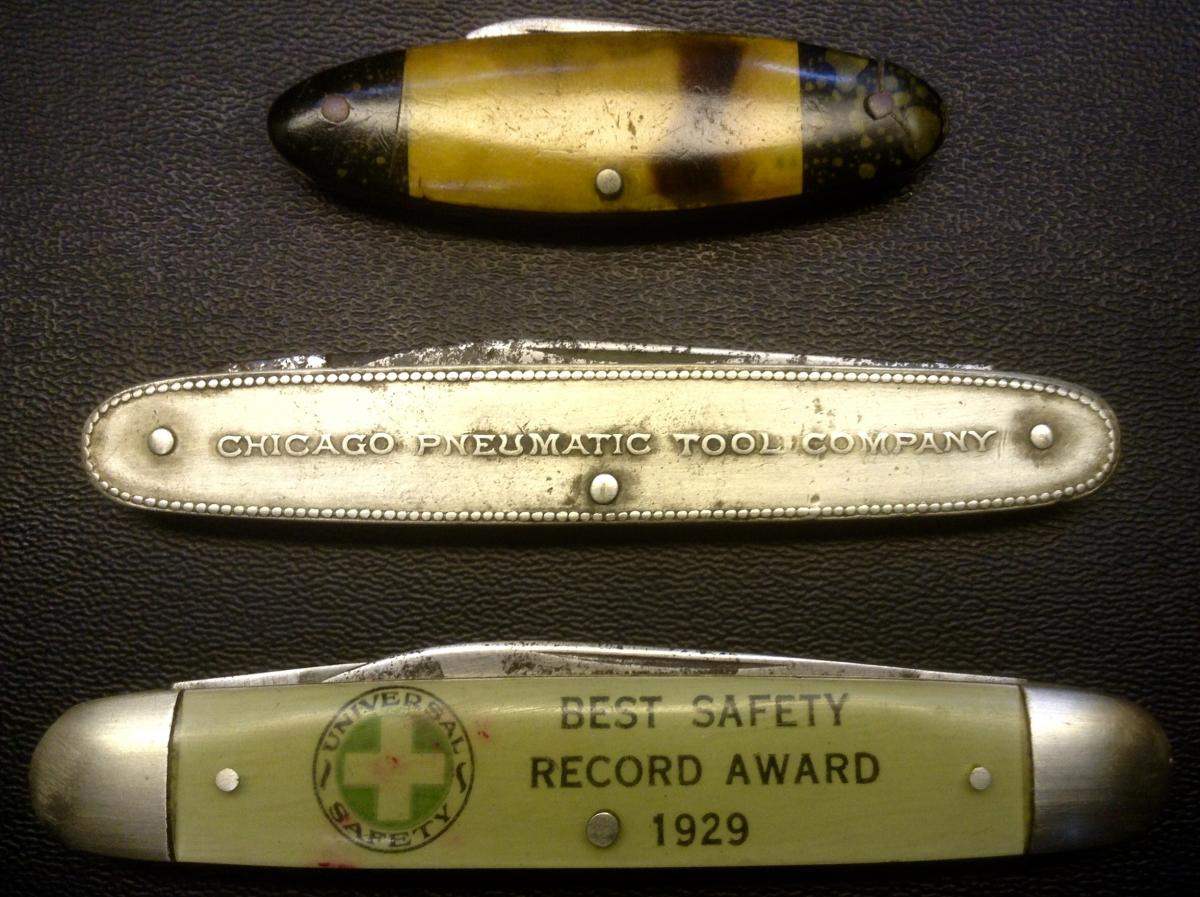 CHICAGO PNEUMATIC TOOL COMPANY
UNIVERSAL
SAFETY
BEST SAFETY
RECORD AWARD
1929